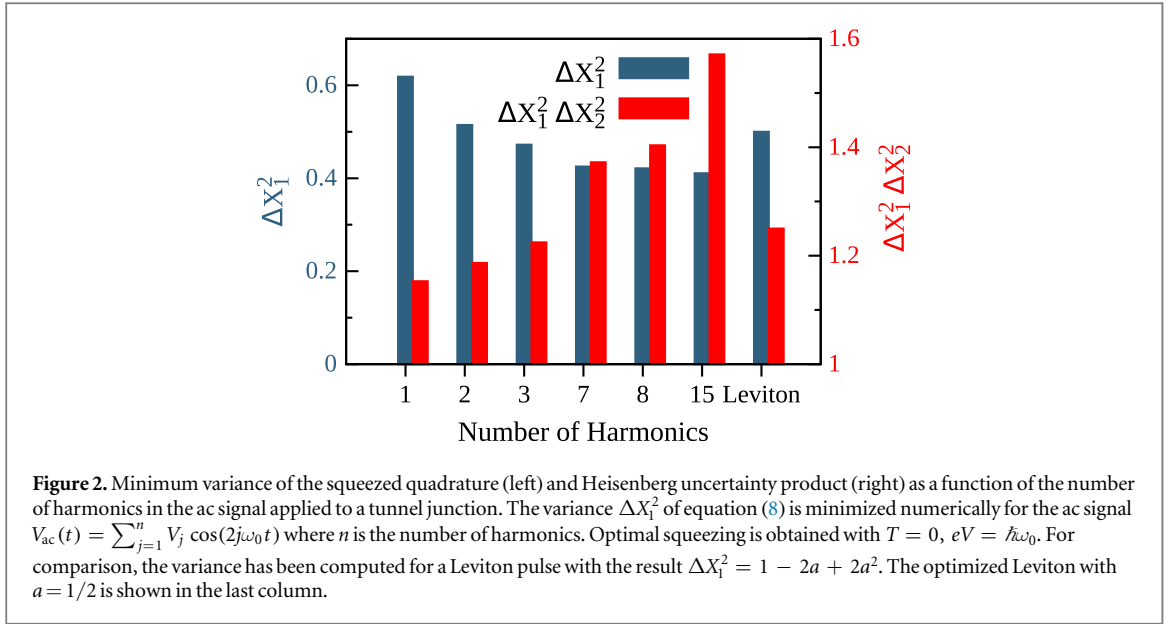 1.6
ΔX₁²
0.6
ΔX₁² ΔX₂²
1.4
0.4
ΔX₁²
ΔX₁² ΔX₂²
0.2
1.2
0
1
1 2 3 7 8 15 Leviton
Number of Harmonics
Figure 2. Minimum variance of the squeezed quadrature (left) and Heisenberg uncertainty product (right) as a function of the number
of harmonics in the ac signal applied to a tunnel junction. The variance ΔX₁² of equation (8) is minimized numerically for the ac signal
V_ac(t) = ∑ⁿ_{j=1} V_j cos(2jω₀t) where n is the number of harmonics. Optimal squeezing is obtained with T = 0, eV = ℏω₀. For
comparison, the variance has been computed for a Leviton pulse with the result ΔX₁² = 1 − 2a + 2a². The optimized Leviton with
a = 1/2 is shown in the last column.